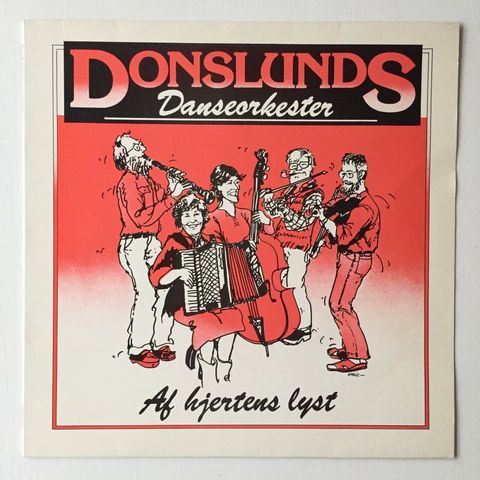 DONSLUNDS
Danseorkester
Af hjertens lyst